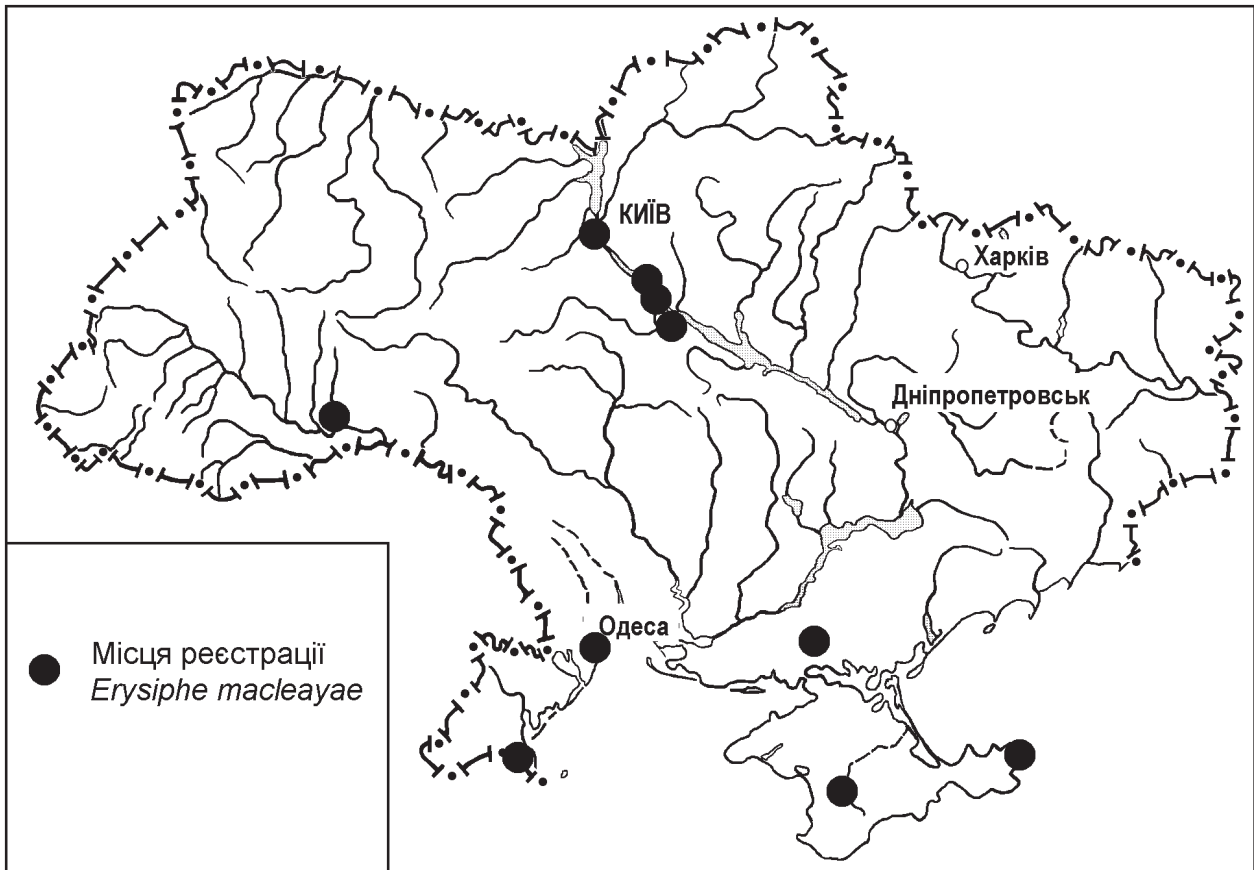 КИЇВ
Харків
Дніпропетровськ
Одеса
Місця реєстрації
Erysiphe macleayae